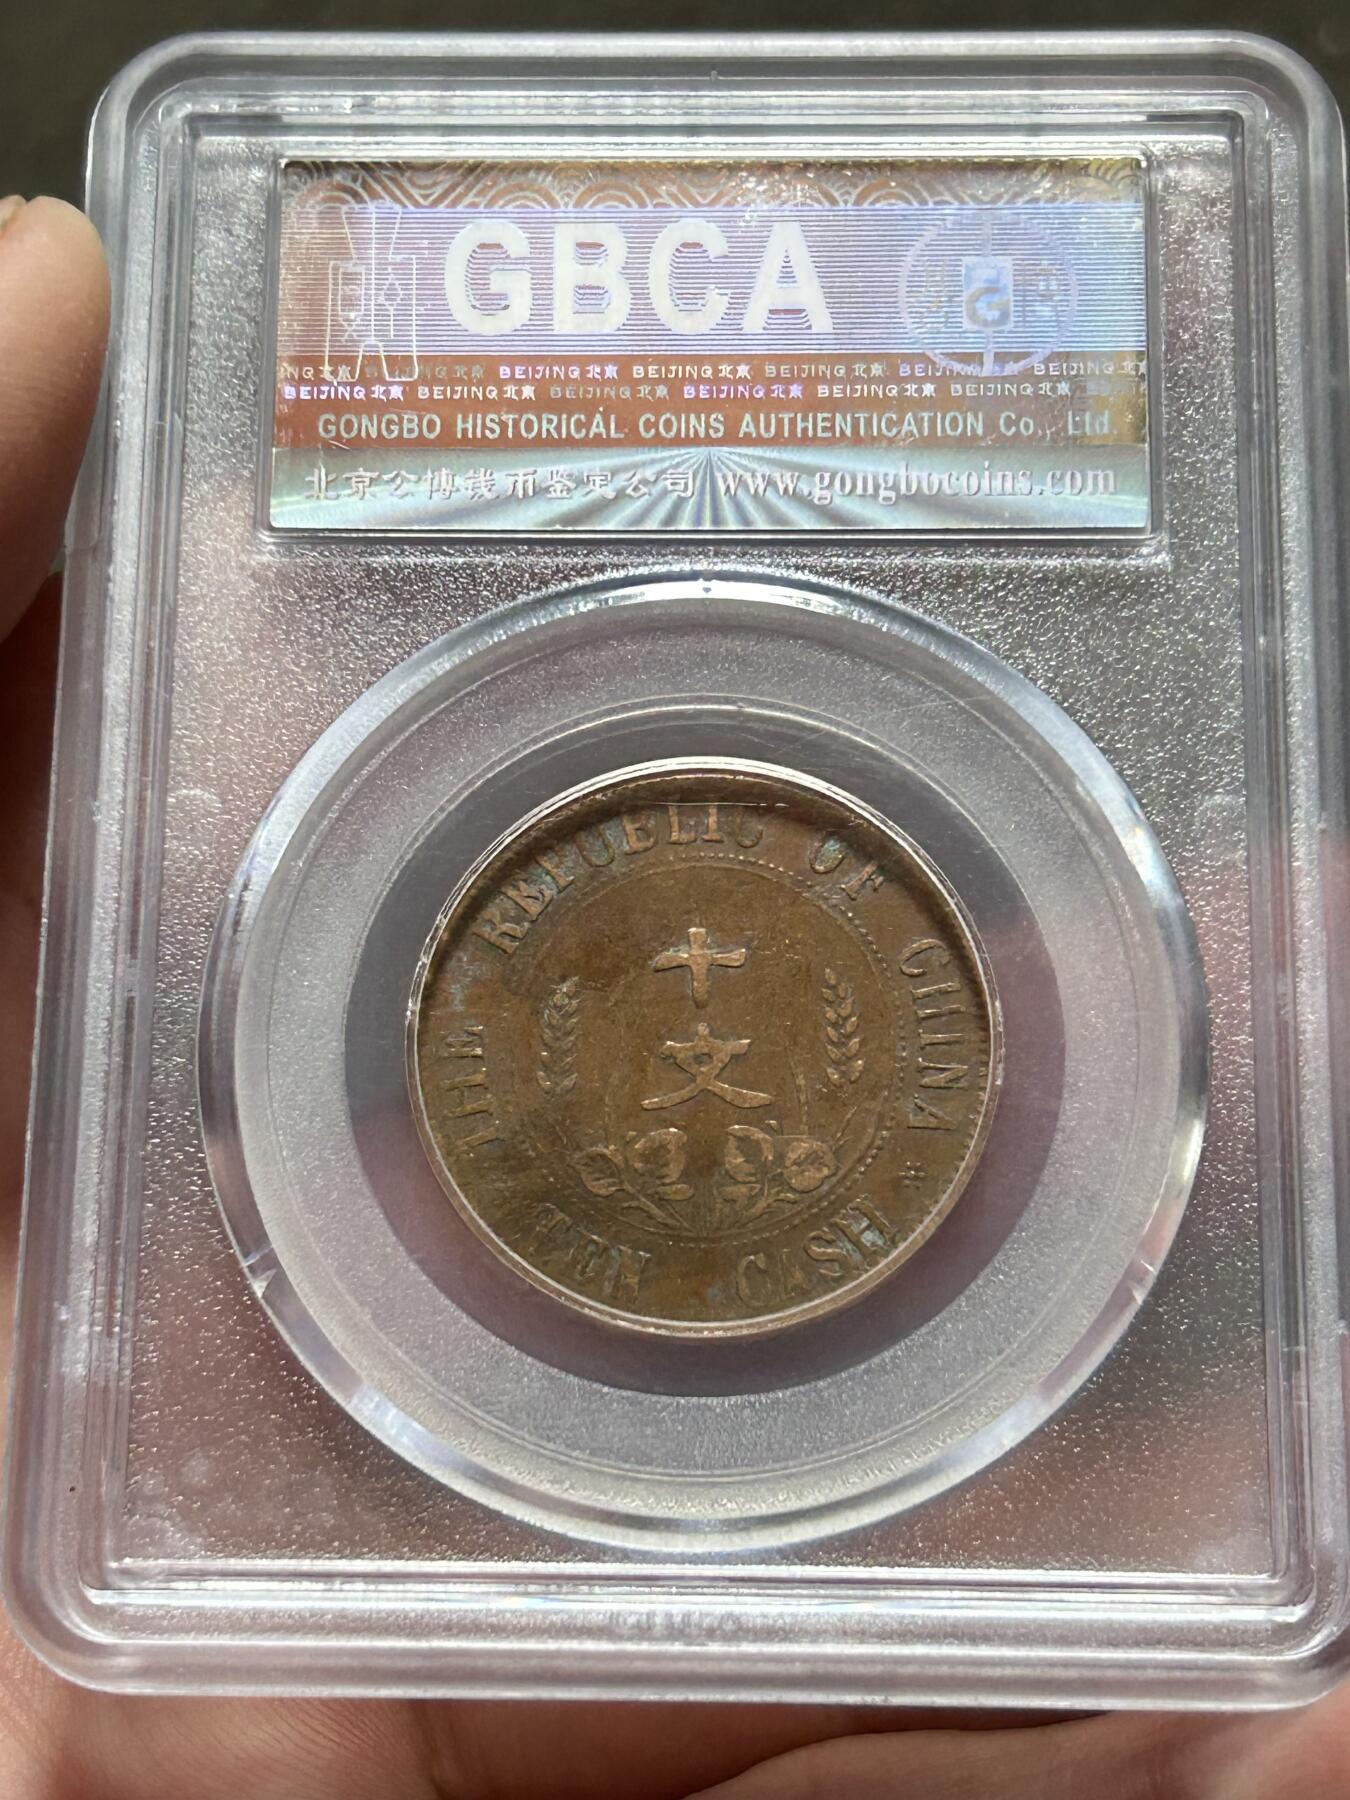 GBCA
BEIJING北京 BEIJING北京 BEIJING北京 BEIJING北京 BEIJING北京 BEIJING北京
BEIJING北京 BEIJING北京 BEIJING北京 BEIJING北京 BEIJING北京 BEIJING北京
GONGBO HISTORICAL COINS AUTHENTICATION Co., Ltd.
北京公博钱币鉴定公司 www.gongbocoins.com
THE REPUBLIC OF CHINA *
十
文
TEN CASH